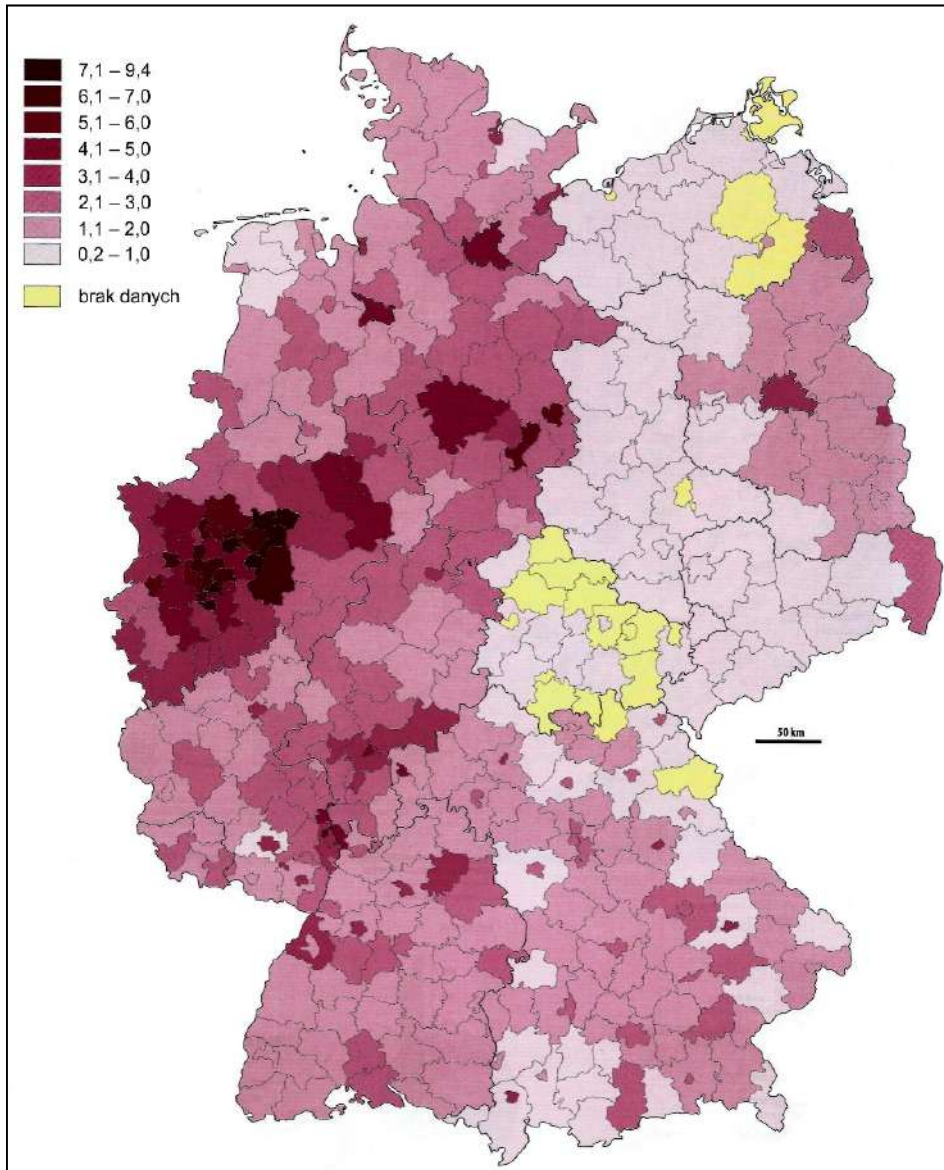 7,1 – 9,4
6,1 – 7,0
5,1 – 6,0
4,1 – 5,0
3,1 – 4,0
2,1 – 3,0
1,1 – 2,0
0,2 – 1,0
brak danych
50 km